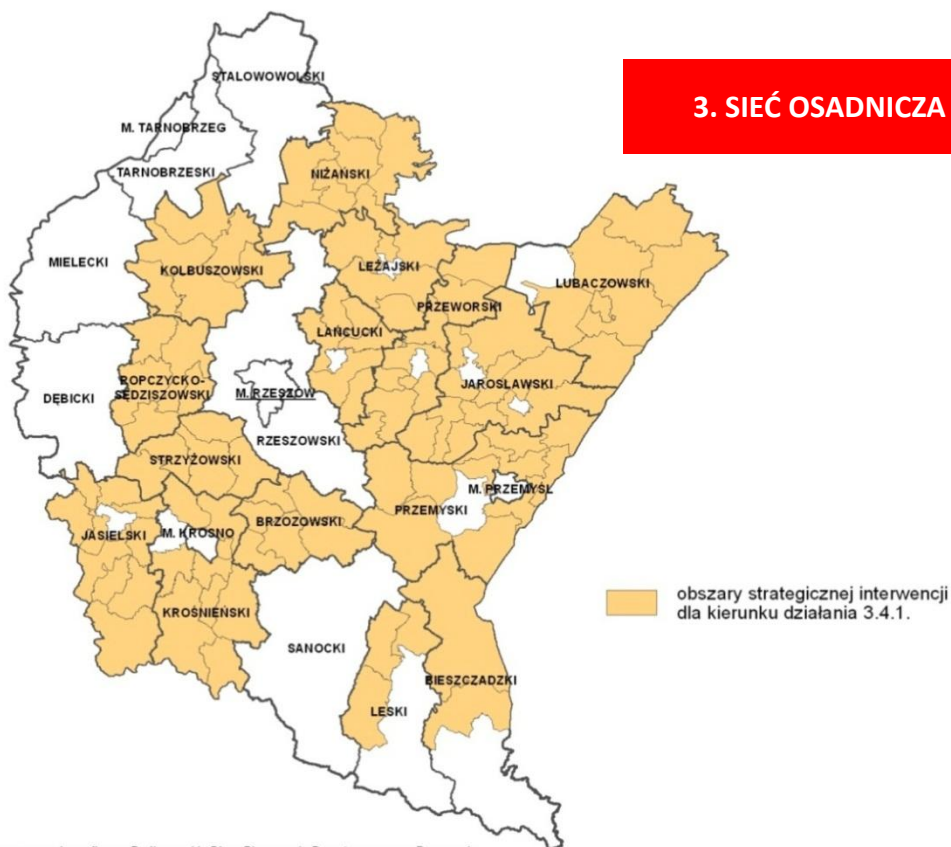 3. SIEĆ OSADNICZA
STALOWOWOLSKI
M. TARNOBRZEG
TARNOBRZESKI
NIŻAŃSKI
MIELECKI
KOLBUSZOWSKI
LEŻAJSKI
LUBACZOWSKI
PRZEWORSKI
ŁAŃCUCKI
ROPCZYCKO-
SĘDZISZOWSKI
DĘBICKI
M. RZESZÓW
JAROSŁAWSKI
RZESZOWSKI
STRZYŻOWSKI
M. PRZEMYŚL
PRZEMYSKI
BRZOZOWSKI
JASIELSKI
M. KROSNO
obszary strategicznej interwencji
dla kierunku działania 3.4.1.
KROŚNIEŃSKI
SANOCKI
BIESZCZADZKI
LESKI